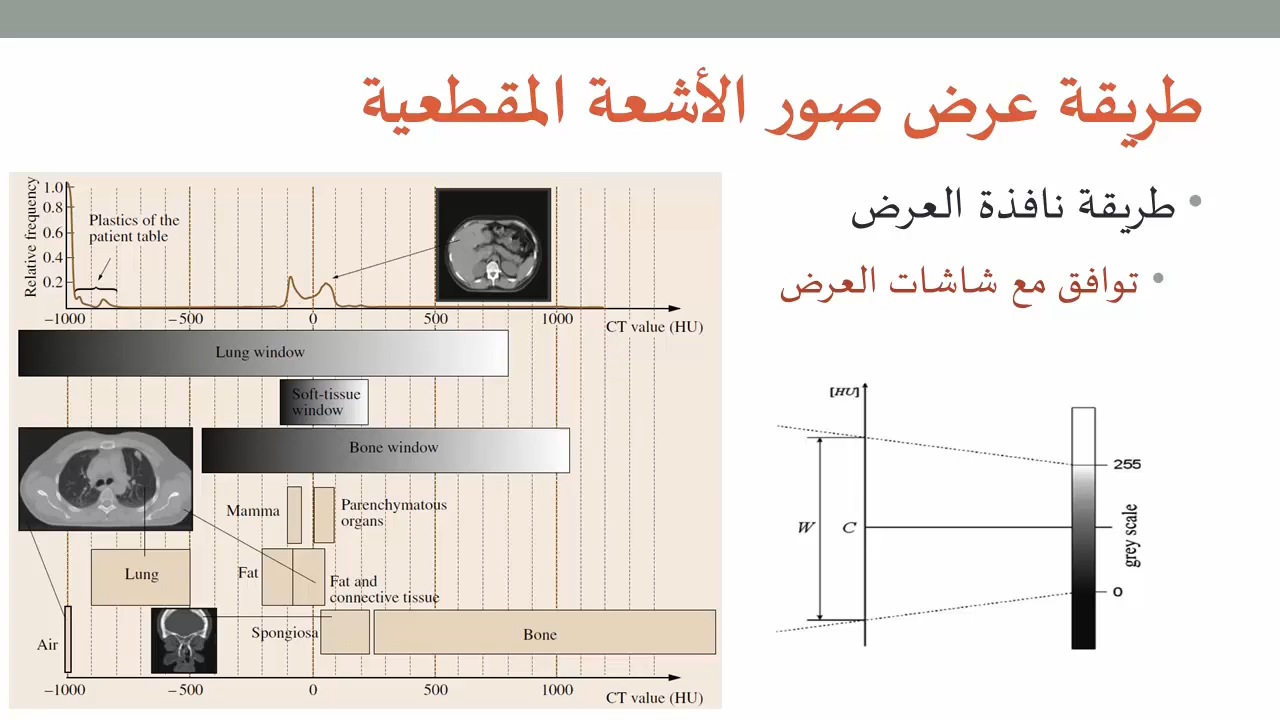 طريقة عرض صور الأشعة المقطعية
• طريقة نافذة العرض
• توافق مع شاشات العرض
Relative frequency
1.0
0.8
0.6
0.4
0.2
Plastics of the
patient table
–1000
–500
0
500
1000
CT value (HU)
Lung window
Soft-tissue
window
Bone window
Mamma
Parenchymatous
organs
Lung
Fat
Fat and
connective tissue
Air
Spongiosa
Bone
–1000
–500
0
500
1000
CT value (HU)
[HU]
W
C
255
0
grey scale